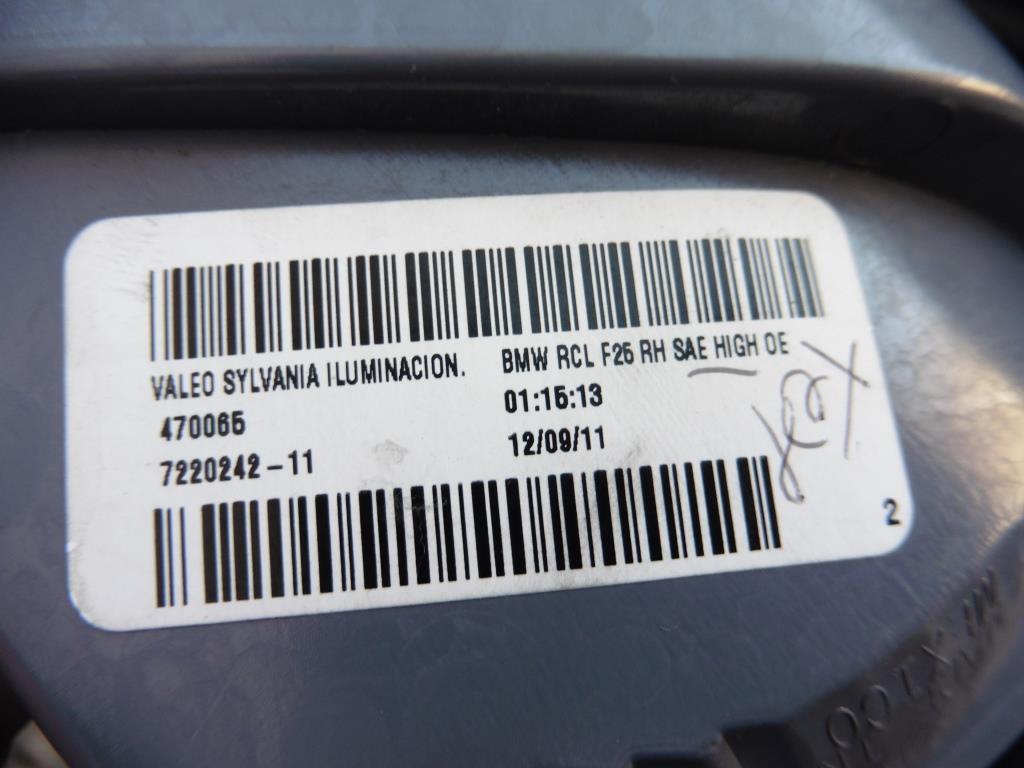 VALEO SYLVANIA ILUMINACION. BMW RCL F25 RH SAE HIGH OE
470065 01:15:13
7220242-11 12/09/11
2